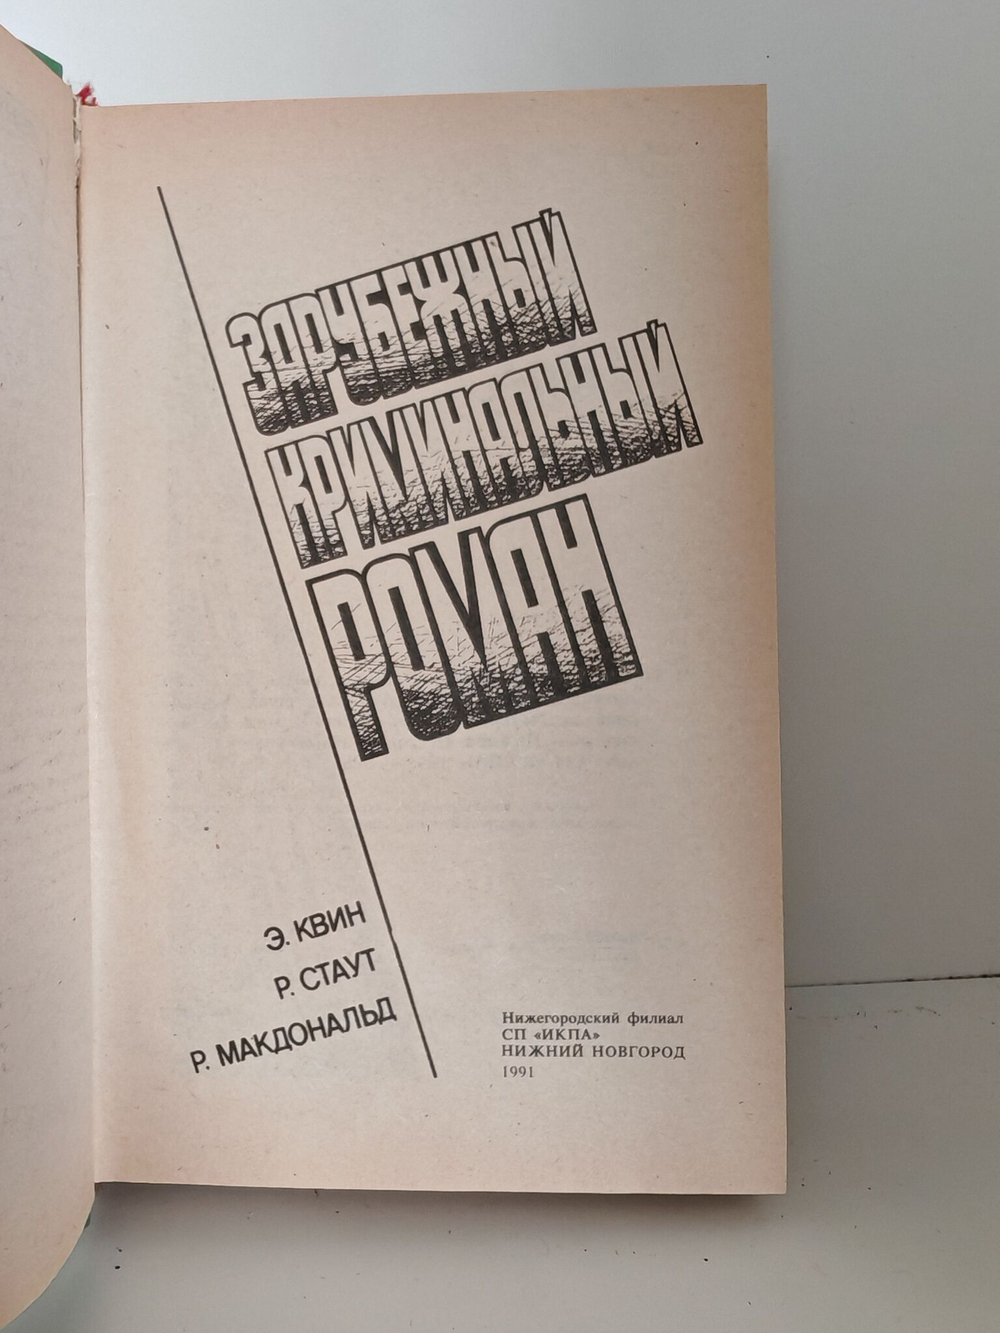 ЗАРУБЕЖНЫЙ
КРИМИНАЛЬНЫЙ
РОМАН
Э. КВИН
Р. СТАУТ
Р. МАКДОНАЛЬД
Нижегородский филиал
СП «ИКПА»
НИЖНИЙ НОВГОРОД
1991